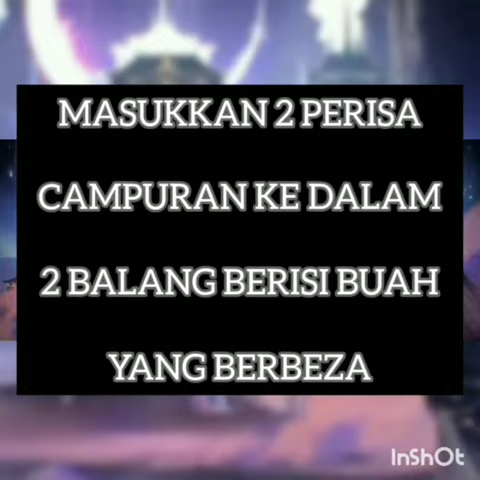 MASUKKAN 2 PERISA
CAMPURAN KE DALAM
2 BALANG BERISI BUAH
YANG BERBEZA
InShOt